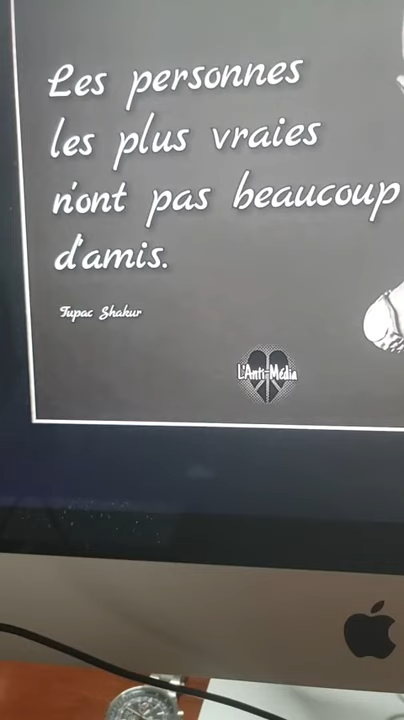 Les personnes
les plus vraies
n'ont pas beaucoup
d'amis.
Tupac Shakur
L'Anti-Média